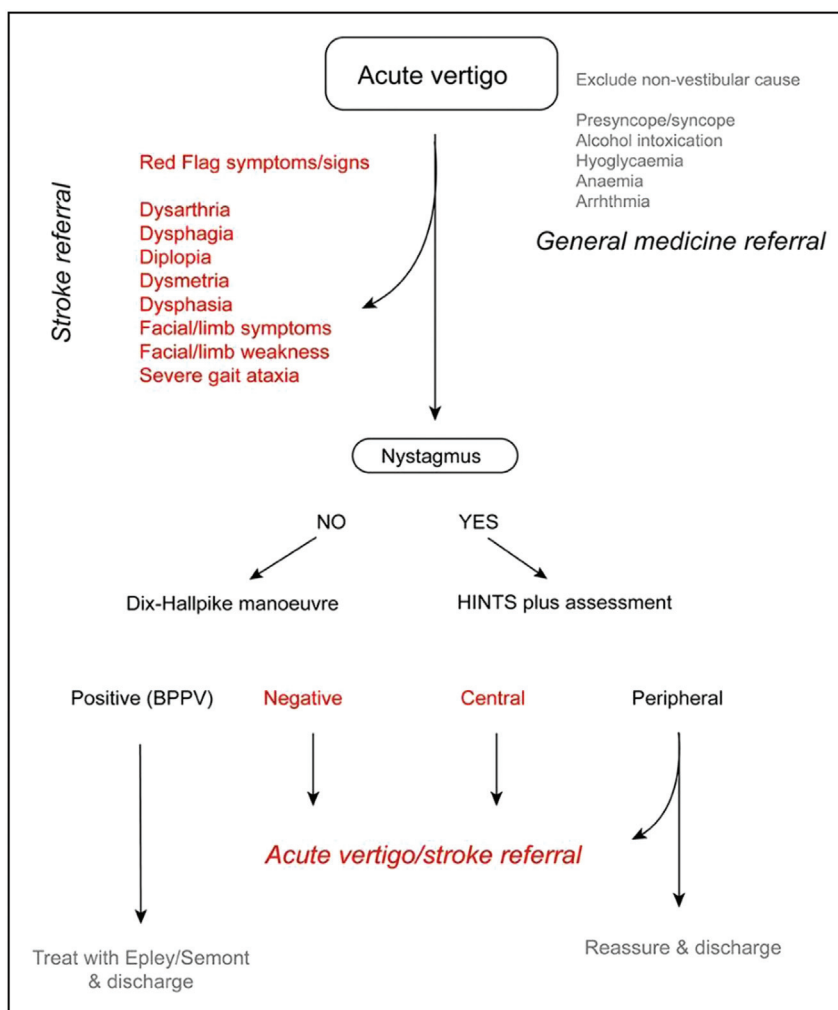 Acute vertigo
Exclude non-vestibular cause
Presyncope/syncope
Alcohol intoxication
Hyoglycaemia
Anaemia
Arrhthmia
General medicine referral
Stroke referral
Red Flag symptoms/signs
Dysarthria
Dysphagia
Diplopia
Dysmetria
Dysphasia
Facial/limb symptoms
Facial/limb weakness
Severe gait ataxia
Nystagmus
NO
YES
Dix-Hallpike manoeuvre
HINTS plus assessment
Positive (BPPV)
Negative
Central
Peripheral
Acute vertigo/stroke referral
Treat with Epley/Semont
& discharge
Reassure & discharge